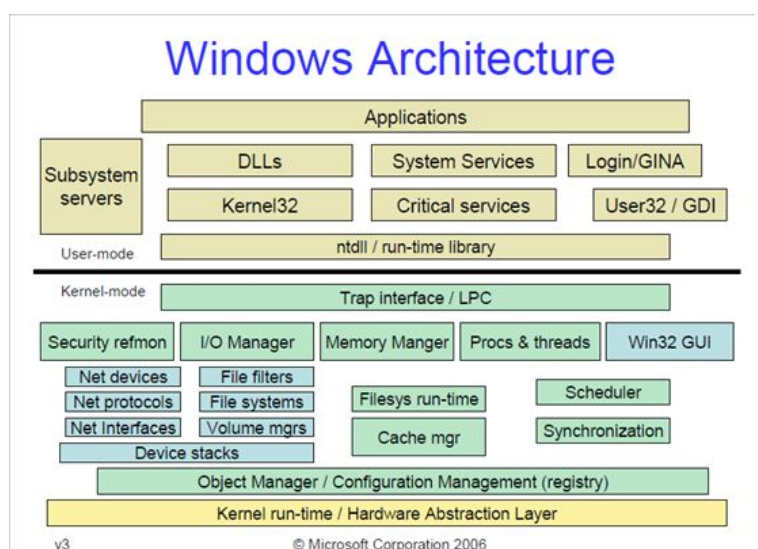 Windows Architecture
Applications
Subsystem
servers
DLLs
System Services
Login/GINA
Kernel32
Critical services
User32 / GDI
User-mode
ntdll / run-time library
Kernel-mode
Trap interface / LPC
Security refmon
I/O Manager
Memory Manger
Procs & threads
Win32 GUI
Net devices
File filters
Net protocols
File systems
Filesys run-time
Scheduler
Net Interfaces
Volume mgrs
Cache mgr
Synchronization
Device stacks
Object Manager / Configuration Management (registry)
Kernel run-time / Hardware Abstraction Layer
v3
© Microsoft Corporation 2006